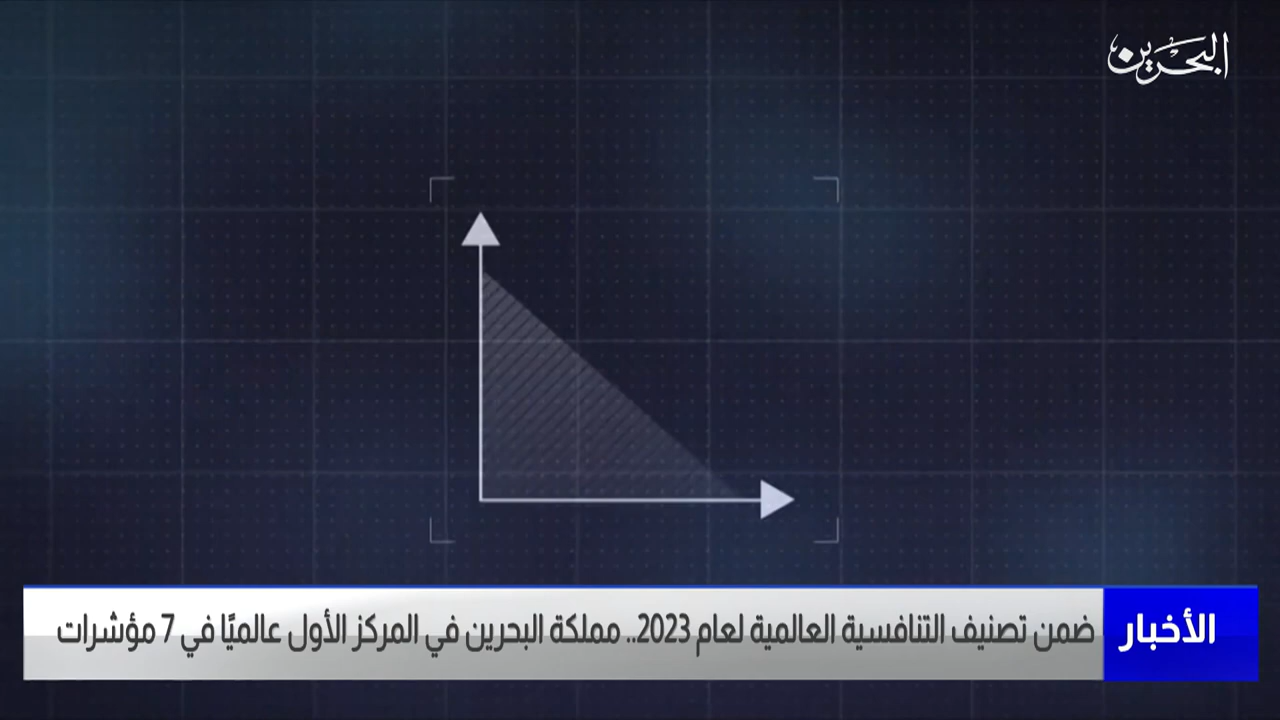 البحرين
الأخبار
ضمن تصنيف التنافسية العالمية لعام 2023.. مملكة البحرين في المركز الأول عالميًا في 7 مؤشرات